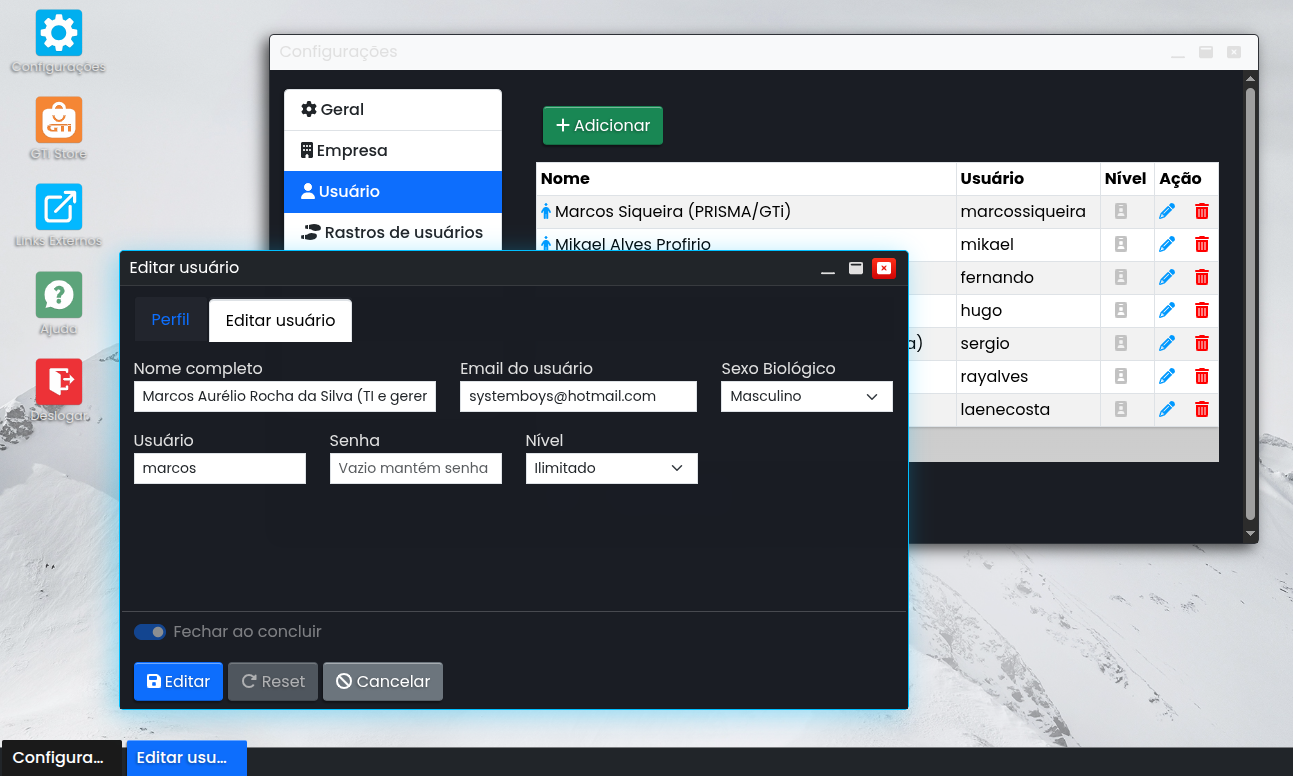 Configurações
GTi
GTi Store
Links Externos
Ajuda
Deslogar
Configurações
Geral
Empresa
Usuário
Rastros de usuários
Adicionar
Nome Usuário Nível Ação
Marcos Siqueira (PRISMA/GTi) marcossiqueira
Mikael Alves Profirio mikael
fernando
hugo
sergio
rayalves
laenecosta
Editar usuário
Perfil Editar usuário
Nome completo Email do usuário Sexo Biológico
Marcos Aurélio Rocha da Silva (TI e gerer systemboys@hotmail.com Masculino
Usuário Senha Nível
marcos Vazio mantém senha Ilimitado
Fechar ao concluir
Editar Reset Cancelar
Configura... Editar usu...